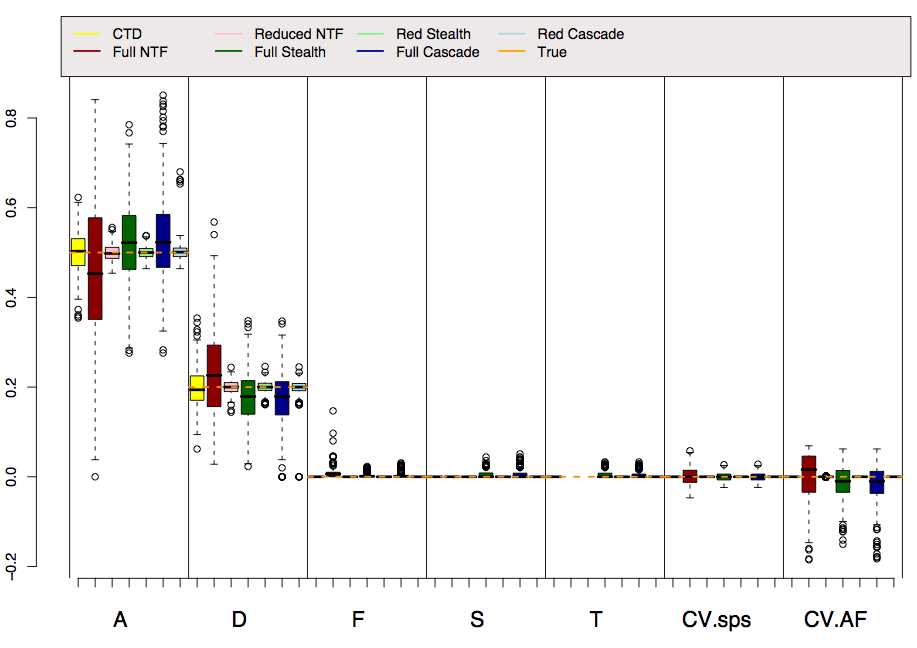 CTD Reduced NTF Red Stealth Red Cascade
Full NTF Full Stealth Full Cascade True
0.8
0.6
0.4
0.2
0.0
−0.2
A D F S T CV.sps CV.AF